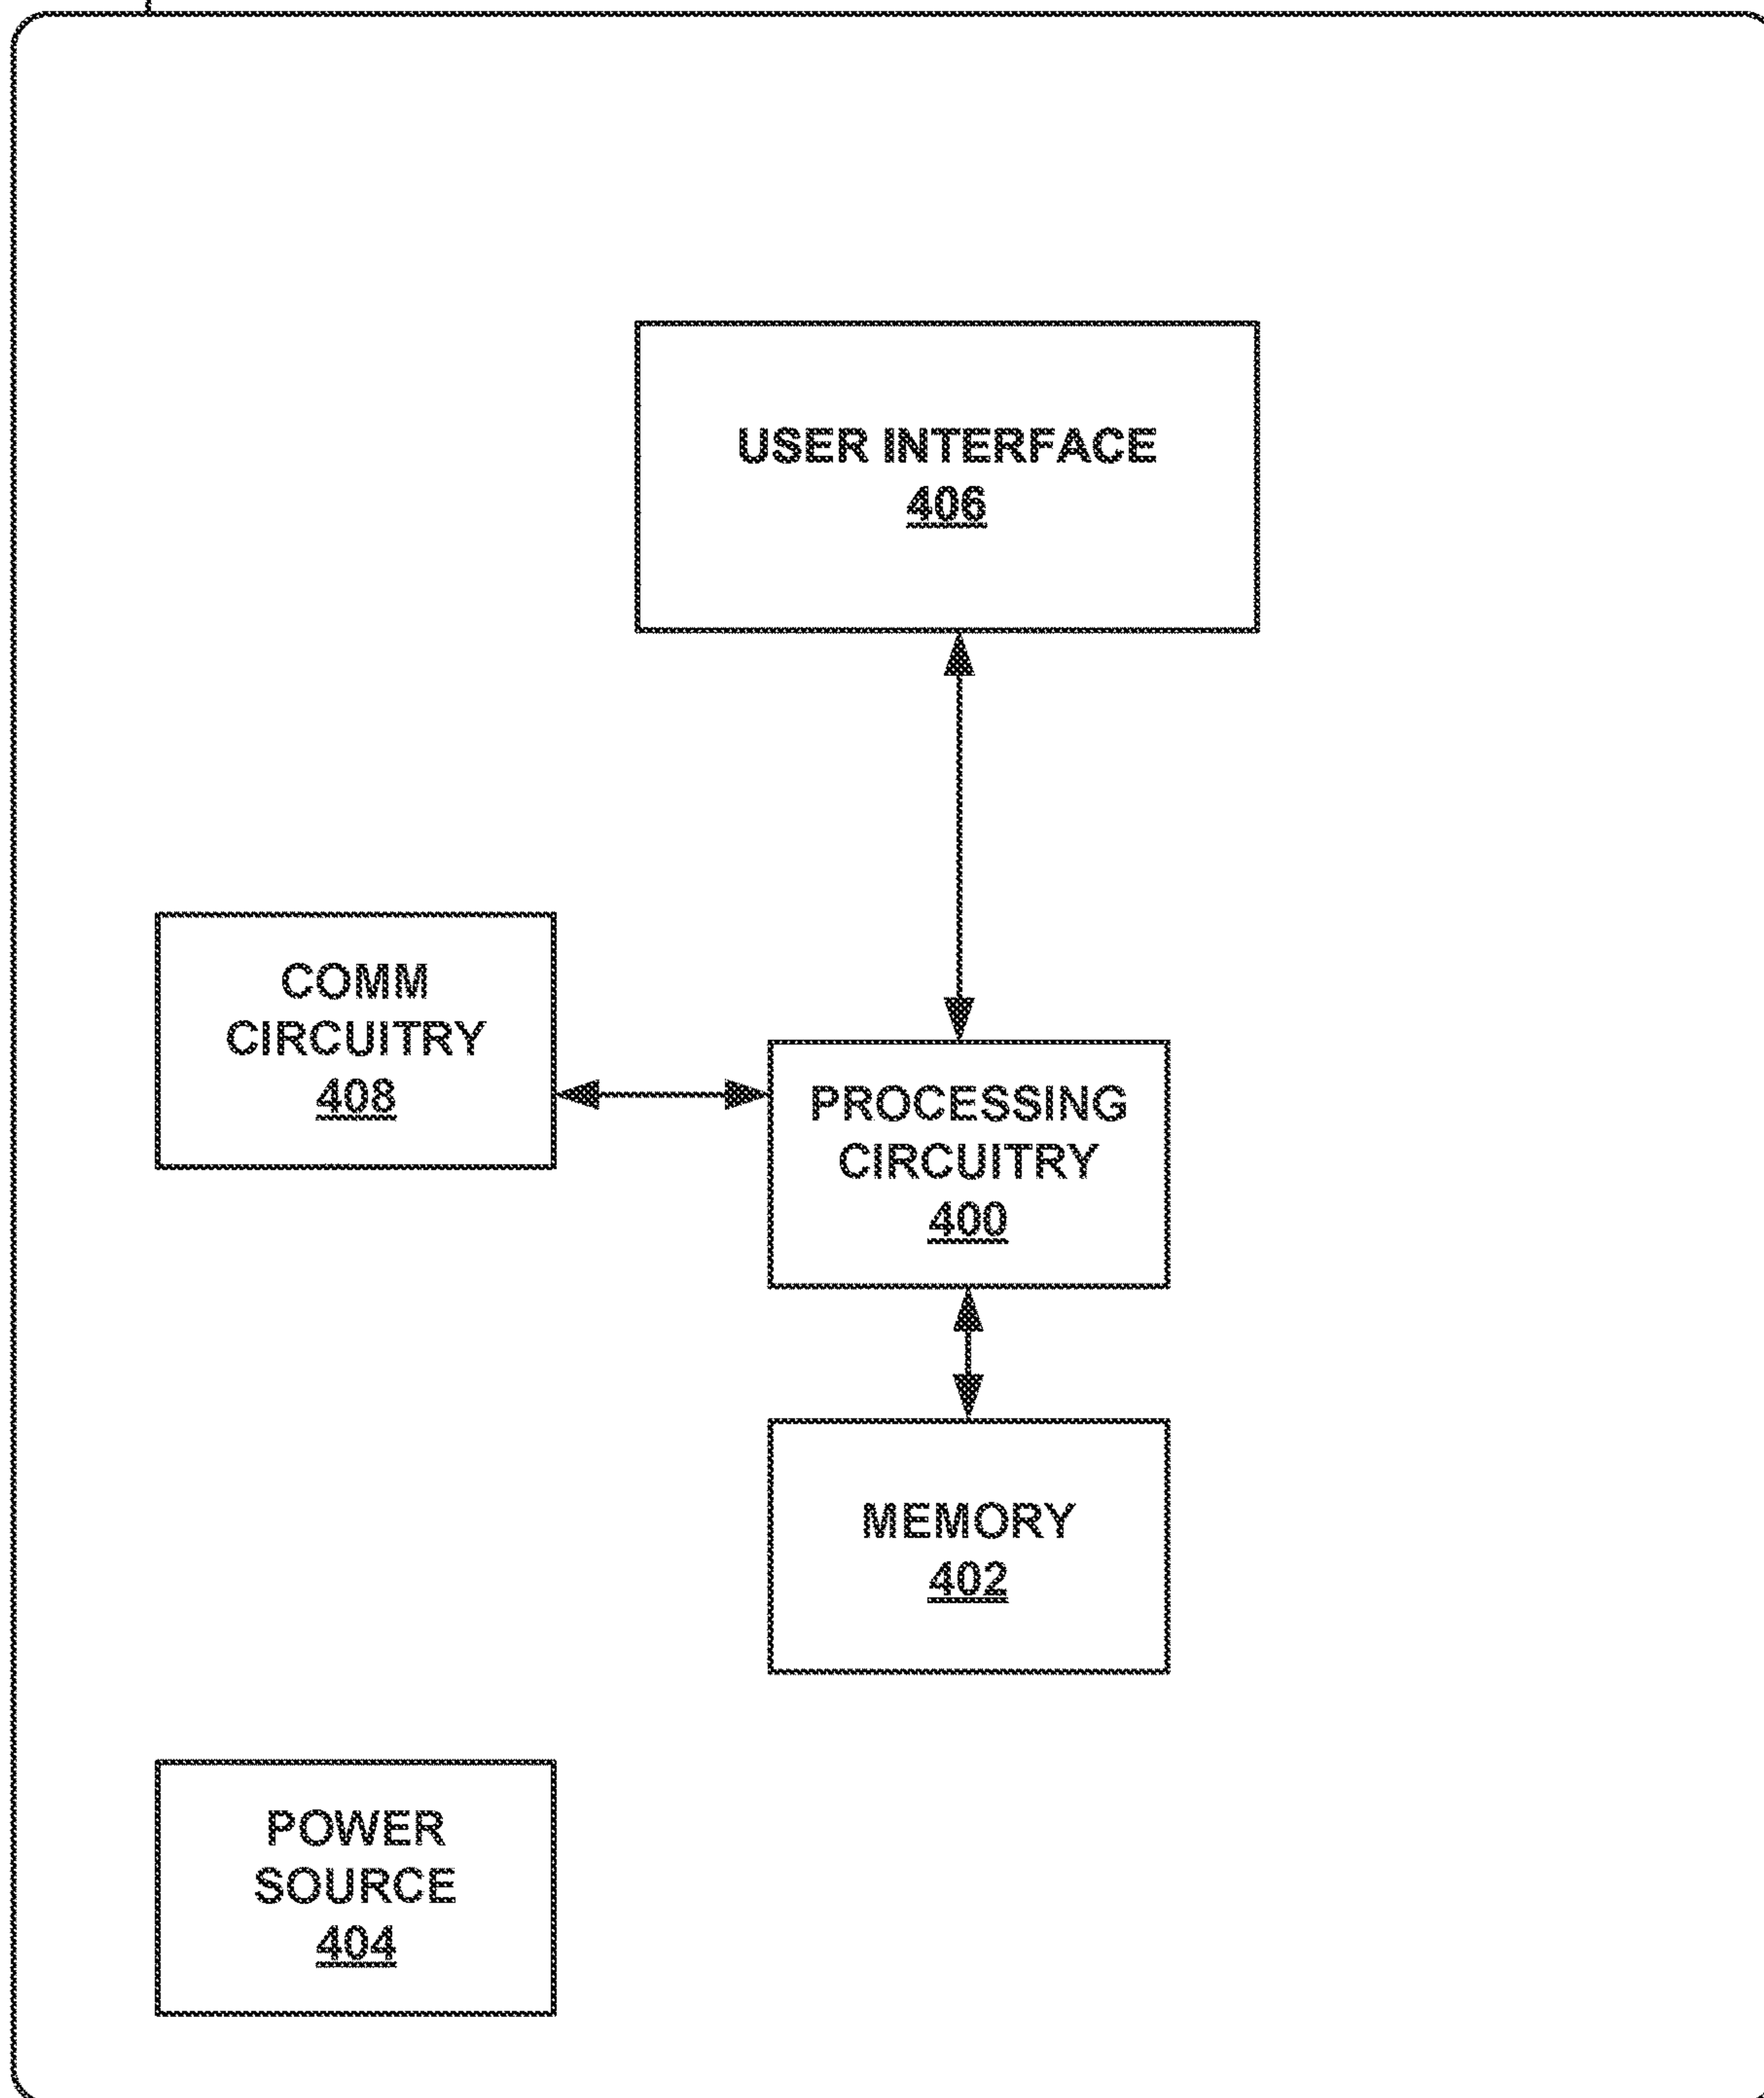 USER INTERFACE
406
COMM
CIRCUITRY
408
PROCESSING
CIRCUITRY
400
MEMORY
402
POWER
SOURCE
404